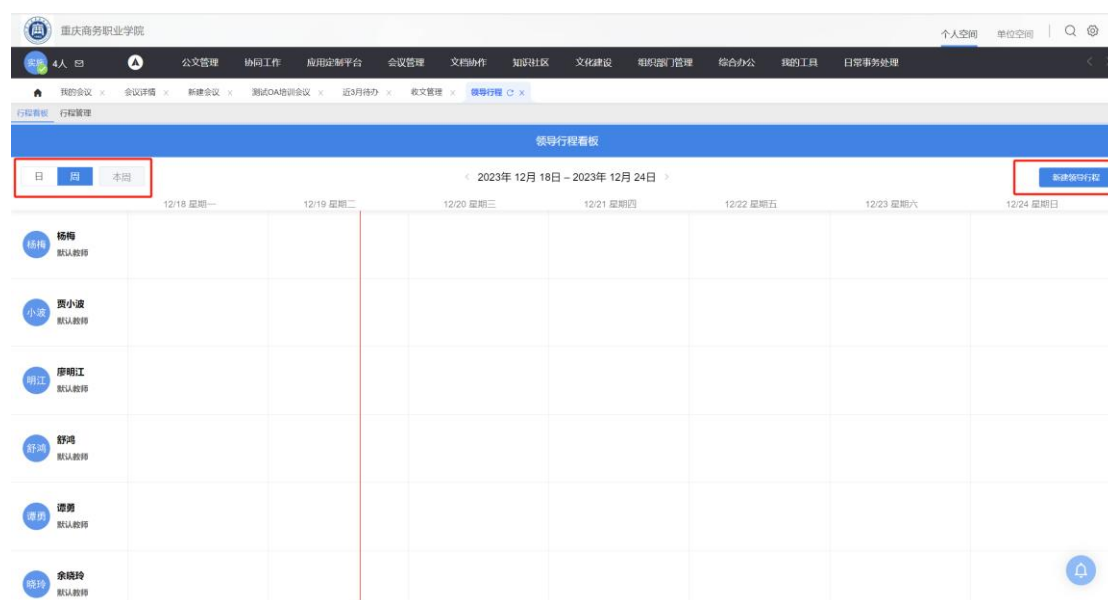 重庆商务职业学院
个人空间 单位空间
实施 4人 公文管理 协同工作 应用定制平台 会议管理 文档协作 知识社区 文化建设 组织部门管理 综合办公 我的工具 日常事务处理
我的会议 × 会议详情 × 新建会议 × 测试OA培训会议 × 近3月待办 × 收文管理 × 领导行程 ×
行程看板 行程管理
领导行程看板
日 周 本周 < 2023年 12月 18日 – 2023年 12月 24日 > 新建领导行程
12/18 星期一 12/19 星期二 12/20 星期三 12/21 星期四 12/22 星期五 12/23 星期六 12/24 星期日
杨梅 杨梅
默认教师
小波 贾小波
默认教师
明江 廖明江
默认教师
舒鸿 舒鸿
默认教师
谭勇 谭勇
默认教师
晓玲 余晓玲
默认教师